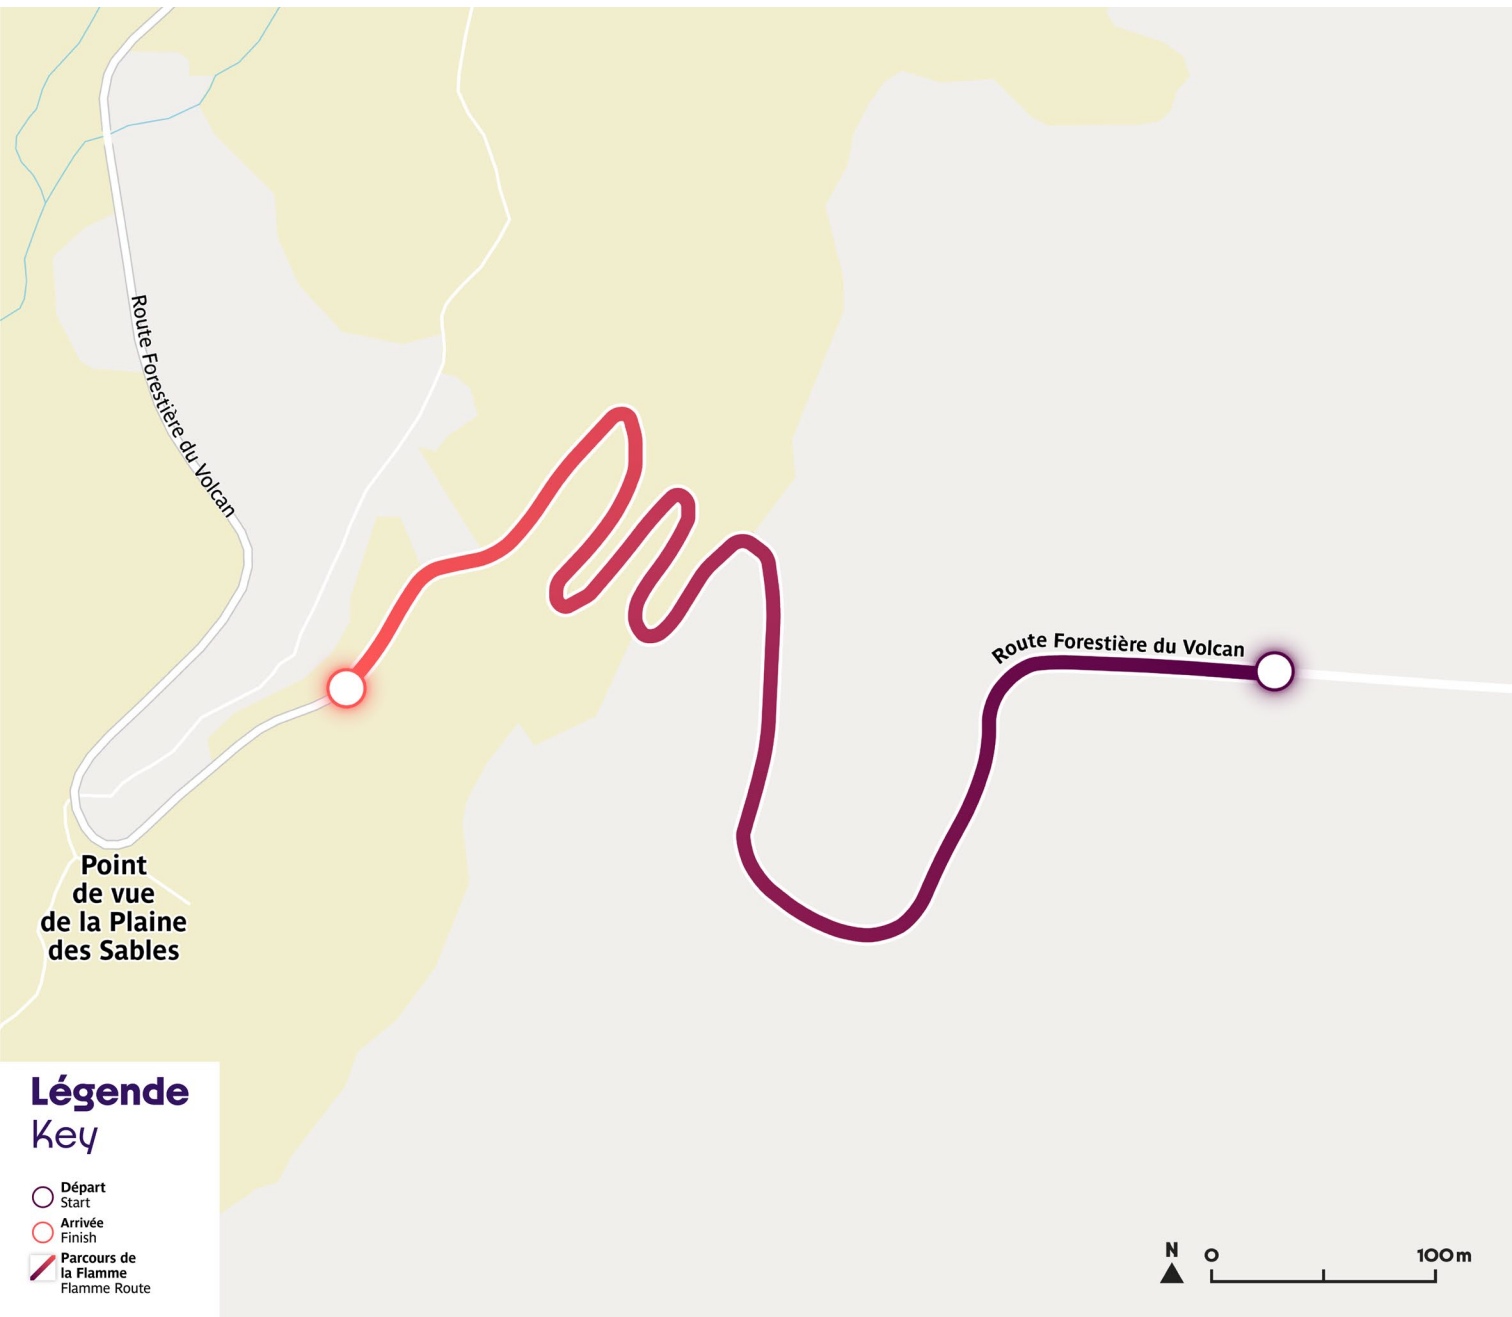 Route Forestière du Volcan
Route Forestière du Volcan
Point
de vue
de la Plaine
des Sables
Légende
Key
Départ
Start
Arrivée
Finish
Parcours de
la Flamme
Flamme Route
N 0 100m